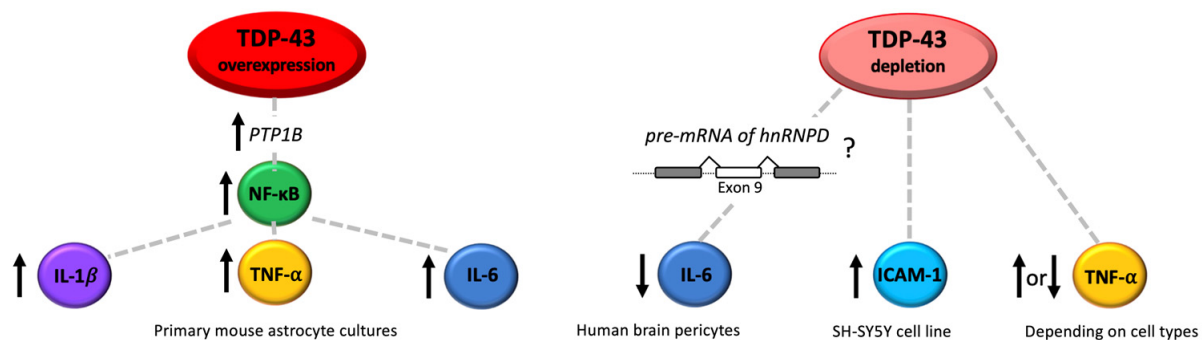 TDP-43
overexpression
PTP1B
NF-κB
IL-1β
TNF-α
IL-6
Primary mouse astrocyte cultures
TDP-43
depletion
pre-mRNA of hnRNPD
?
Exon 9
IL-6
ICAM-1
or
TNF-α
Human brain pericytes
SH-SY5Y cell line
Depending on cell types